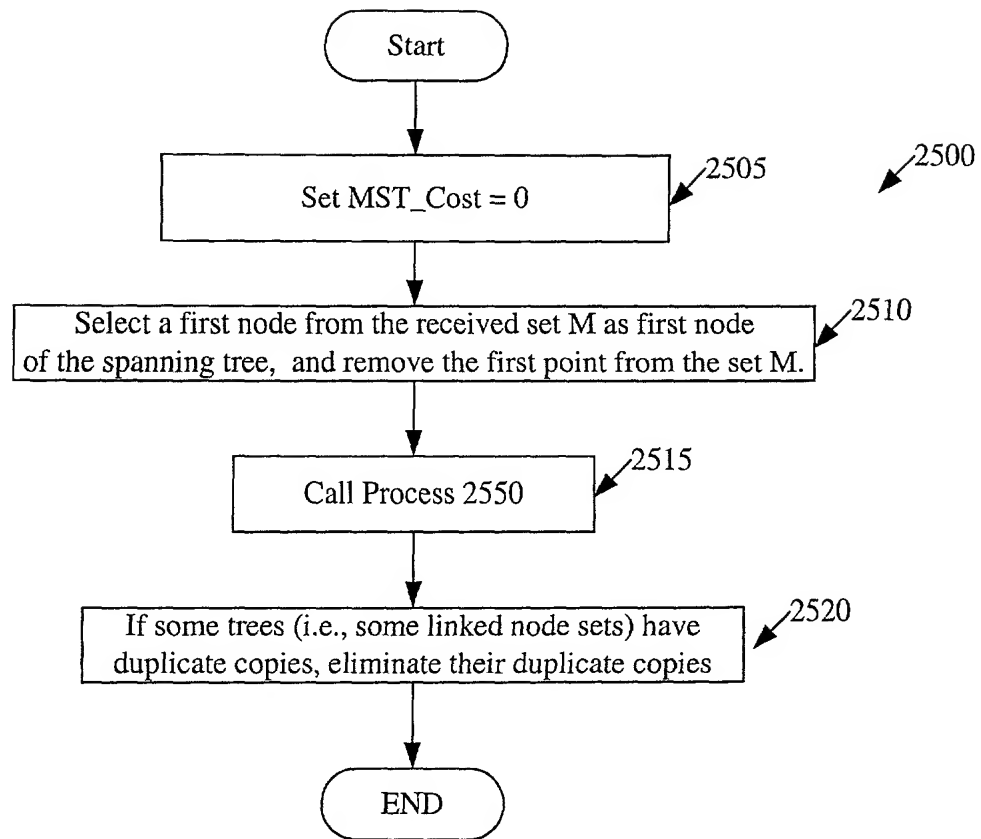 Start
2500
2505
Set MST_Cost = 0
2510
Select a first node from the received set M as first node
of the spanning tree, and remove the first point from the set M.
2515
Call Process 2550
2520
If some trees (i.e., some linked node sets) have
duplicate copies, eliminate their duplicate copies
END